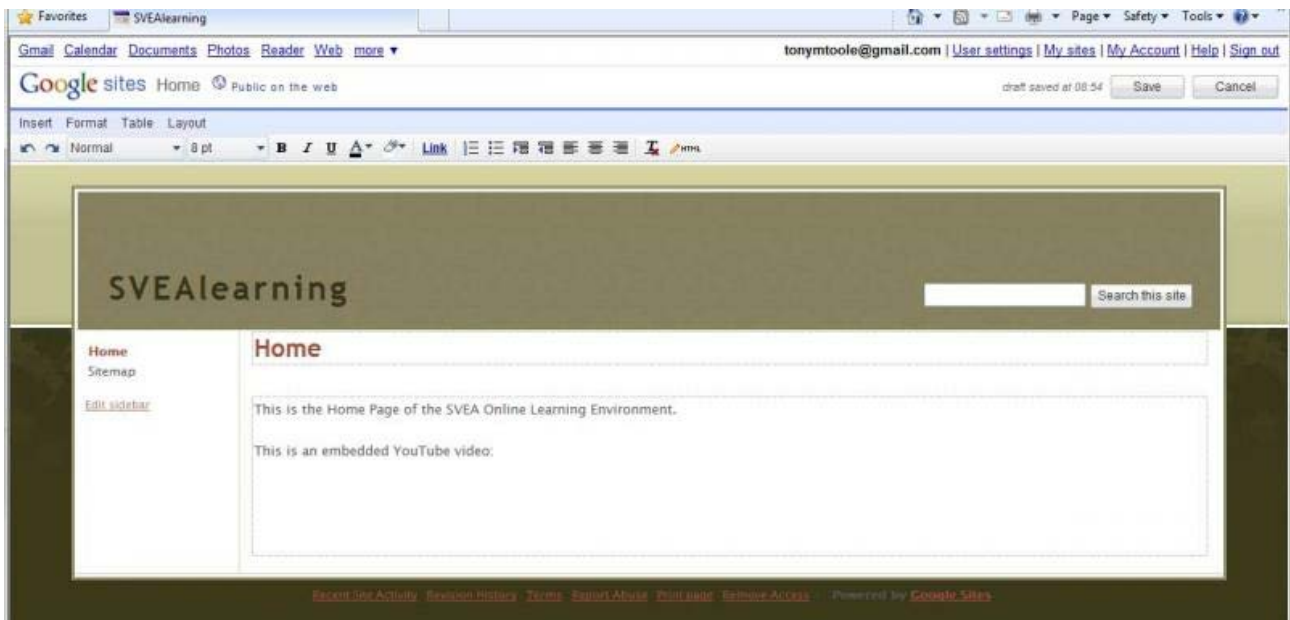 Favorites SVEAlearning Page Safety Tools
Gmail Calendar Documents Photos Reader Web more ▼ tonymtoole@gmail.com | User settings | My sites | My Account | Help | Sign out
Google sites Home Public on the web draft saved at 08:54 Save Cancel
Insert Format Table Layout
Normal 8 pt B I U A Link HTML
SVEAlearning
Search this site
Home
Home
Sitemap
Edit sidebar
This is the Home Page of the SVEA Online Learning Environment.
This is an embedded YouTube video:
Recent Site Activity Revision History Terms Report Abuse Print page Remove Access Powered by Google Sites